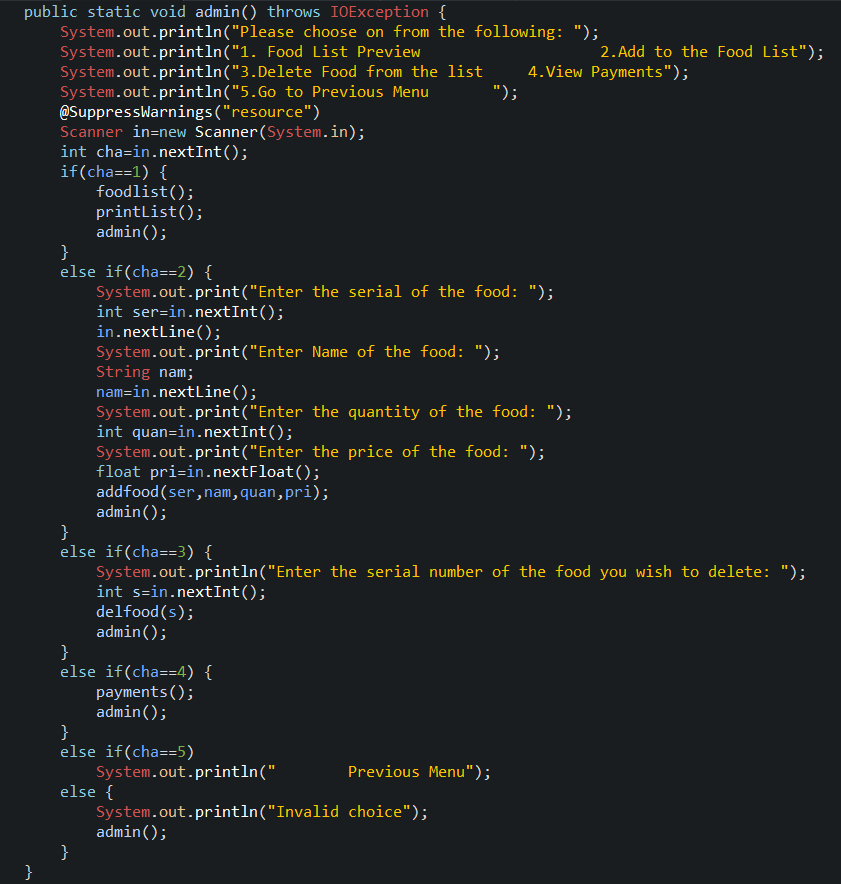 public static void admin() throws IOException {
    System.out.println("Please choose on from the following: ");
    System.out.println("1. Food List Preview                    2.Add to the Food List");
    System.out.println("3.Delete Food from the list     4.View Payments");
    System.out.println("5.Go to Previous Menu       ");
    @SuppressWarnings("resource")
    Scanner in=new Scanner(System.in);
    int cha=in.nextInt();
    if(cha==1) {
        foodlist();
        printList();
        admin();
    }
    else if(cha==2) {
        System.out.print("Enter the serial of the food: ");
        int ser=in.nextInt();
        in.nextLine();
        System.out.print("Enter Name of the food: ");
        String nam;
        nam=in.nextLine();
        System.out.print("Enter the quantity of the food: ");
        int quan=in.nextInt();
        System.out.print("Enter the price of the food: ");
        float pri=in.nextFloat();
        addfood(ser,nam,quan,pri);
        admin();
    }
    else if(cha==3) {
        System.out.println("Enter the serial number of the food you wish to delete: ");
        int s=in.nextInt();
        delfood(s);
        admin();
    }
    else if(cha==4) {
        payments();
        admin();
    }
    else if(cha==5)
        System.out.println("        Previous Menu");
    else {
        System.out.println("Invalid choice");
        admin();
    }
}